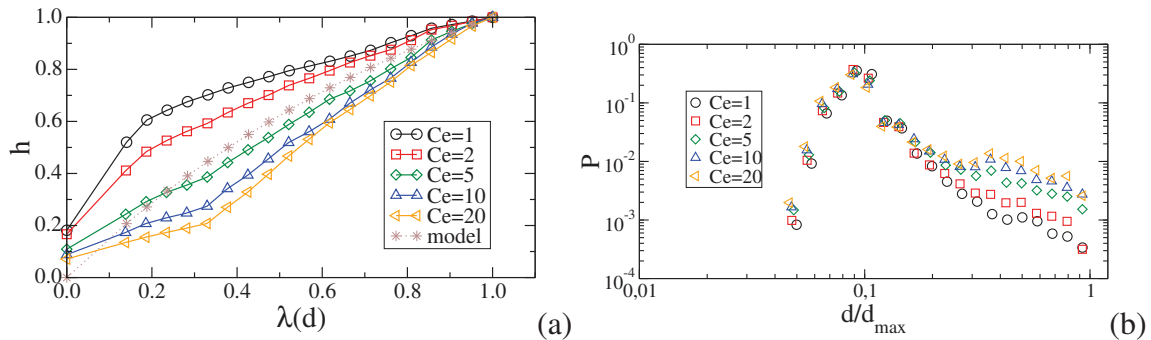 1.0
0.8
0.6
0.4
0.2
0.0
h
0.0 0.2 0.4 0.6 0.8 1.0
λ(d)
Ce=1
Ce=2
Ce=5
Ce=10
Ce=20
model
(a)
10^0
10^-1
10^-2
10^-3
10^-4
P
0,01 0,1 1
d/d_max
Ce=1
Ce=2
Ce=5
Ce=10
Ce=20
(b)